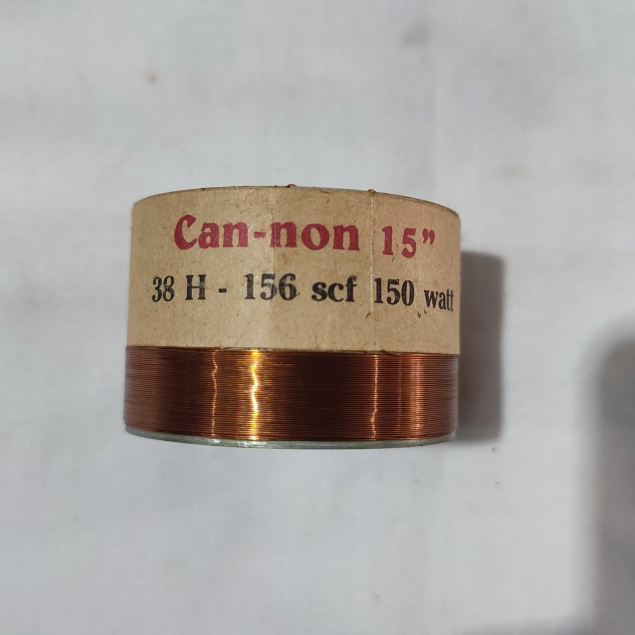 Can-non 15”
38 H - 156 scf 150 watt